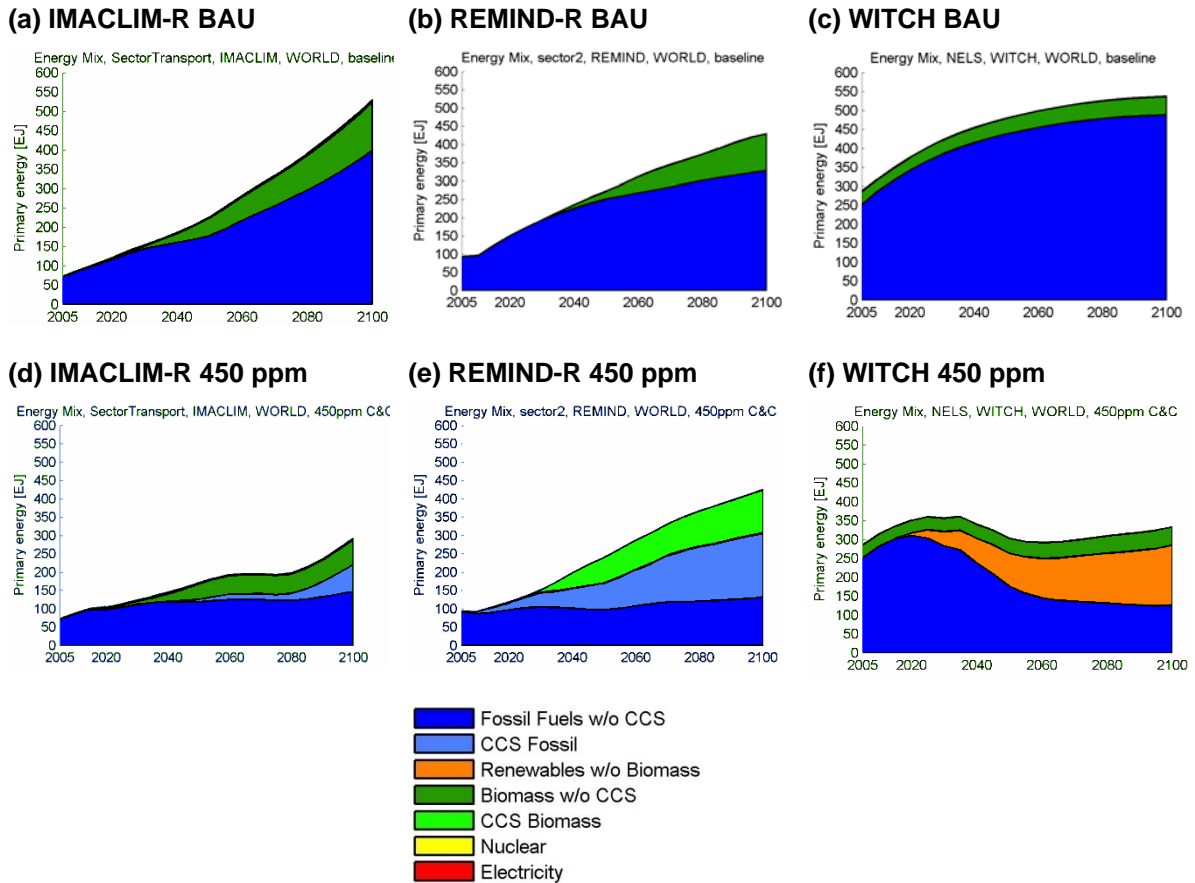 (a) IMACLIM-R BAU
(b) REMIND-R BAU
(c) WITCH BAU
Energy Mix, SectorTransport, IMACLIM, WORLD, baseline
Primary energy [EJ]
600
550
500
450
400
350
300
250
200
150
100
50
0
2005 2020 2040 2060 2080 2100
Energy Mix, sector2, REMIND, WORLD, baseline
Primary energy [EJ]
600
550
500
450
400
350
300
250
200
150
100
50
0
2005 2020 2040 2060 2080 2100
Energy Mix, NELS, WITCH, WORLD, baseline
Primary energy [EJ]
600
550
500
450
400
350
300
250
200
150
100
50
0
2005 2020 2040 2060 2080 2100
(d) IMACLIM-R 450 ppm
(e) REMIND-R 450 ppm
(f) WITCH 450 ppm
Energy Mix, SectorTransport, IMACLIM, WORLD, 450ppm C&C
Primary energy [EJ]
600
550
500
450
400
350
300
250
200
150
100
50
0
2005 2020 2040 2060 2080 2100
Energy Mix, sector2, REMIND, WORLD, 450ppm C&C
Primary energy [EJ]
600
550
500
450
400
350
300
250
200
150
100
50
0
2005 2020 2040 2060 2080 2100
Energy Mix, NELS, WITCH, WORLD, 450ppm C&C
Primary energy [EJ]
600
550
500
450
400
350
300
250
200
150
100
50
0
2005 2020 2040 2060 2080 2100
Fossil Fuels w/o CCS
CCS Fossil
Renewables w/o Biomass
Biomass w/o CCS
CCS Biomass
Nuclear
Electricity